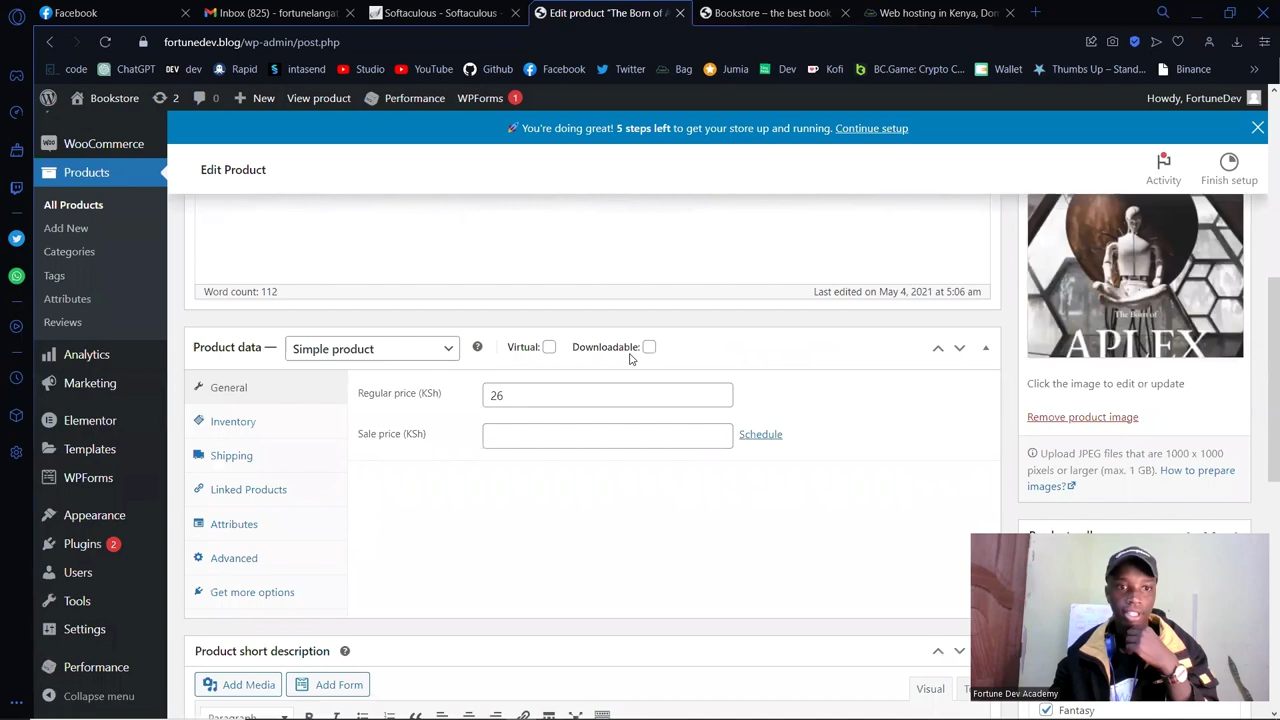 Facebook
Inbox (825) - fortunelangat
Softaculous - Softaculous -
Edit product "The Born of A
Bookstore – the best book
Web hosting in Kenya, Don
fortunedev.blog/wp-admin/post.php
code
ChatGPT
DEV dev
Rapid
intasend
Studio
YouTube
Github
Facebook
Twitter
Bag
Jumia
Dev
Kofi
BC.Game: Crypto C...
Wallet
Thumbs Up – Stand...
Binance
Bookstore
2
0
New
View product
Performance
WPForms 1
Howdy, FortuneDev
You're doing great! 5 steps left to get your store up and running. Continue setup
WooCommerce
Products
All Products
Add New
Categories
Tags
Attributes
Reviews
Analytics
Marketing
Elementor
Templates
WPForms
Appearance
Plugins 2
Users
Tools
Settings
Performance
Collapse menu
Edit Product
Activity
Finish setup
Word count: 112
Last edited on May 4, 2021 at 5:06 am
Product data —
Simple product
Virtual:
Downloadable:
General
Inventory
Shipping
Linked Products
Attributes
Advanced
Get more options
Regular price (KSh)
26
Sale price (KSh)
Schedule
Product short description
Add Media
Add Form
Visual
Paragraph
The Born of
APLEX
Click the image to edit or update
Remove product image
Upload JPEG files that are 1000 x 1000
pixels or larger (max. 1 GB). How to prepare
images?
Fortune Dev Academy
Fantasy